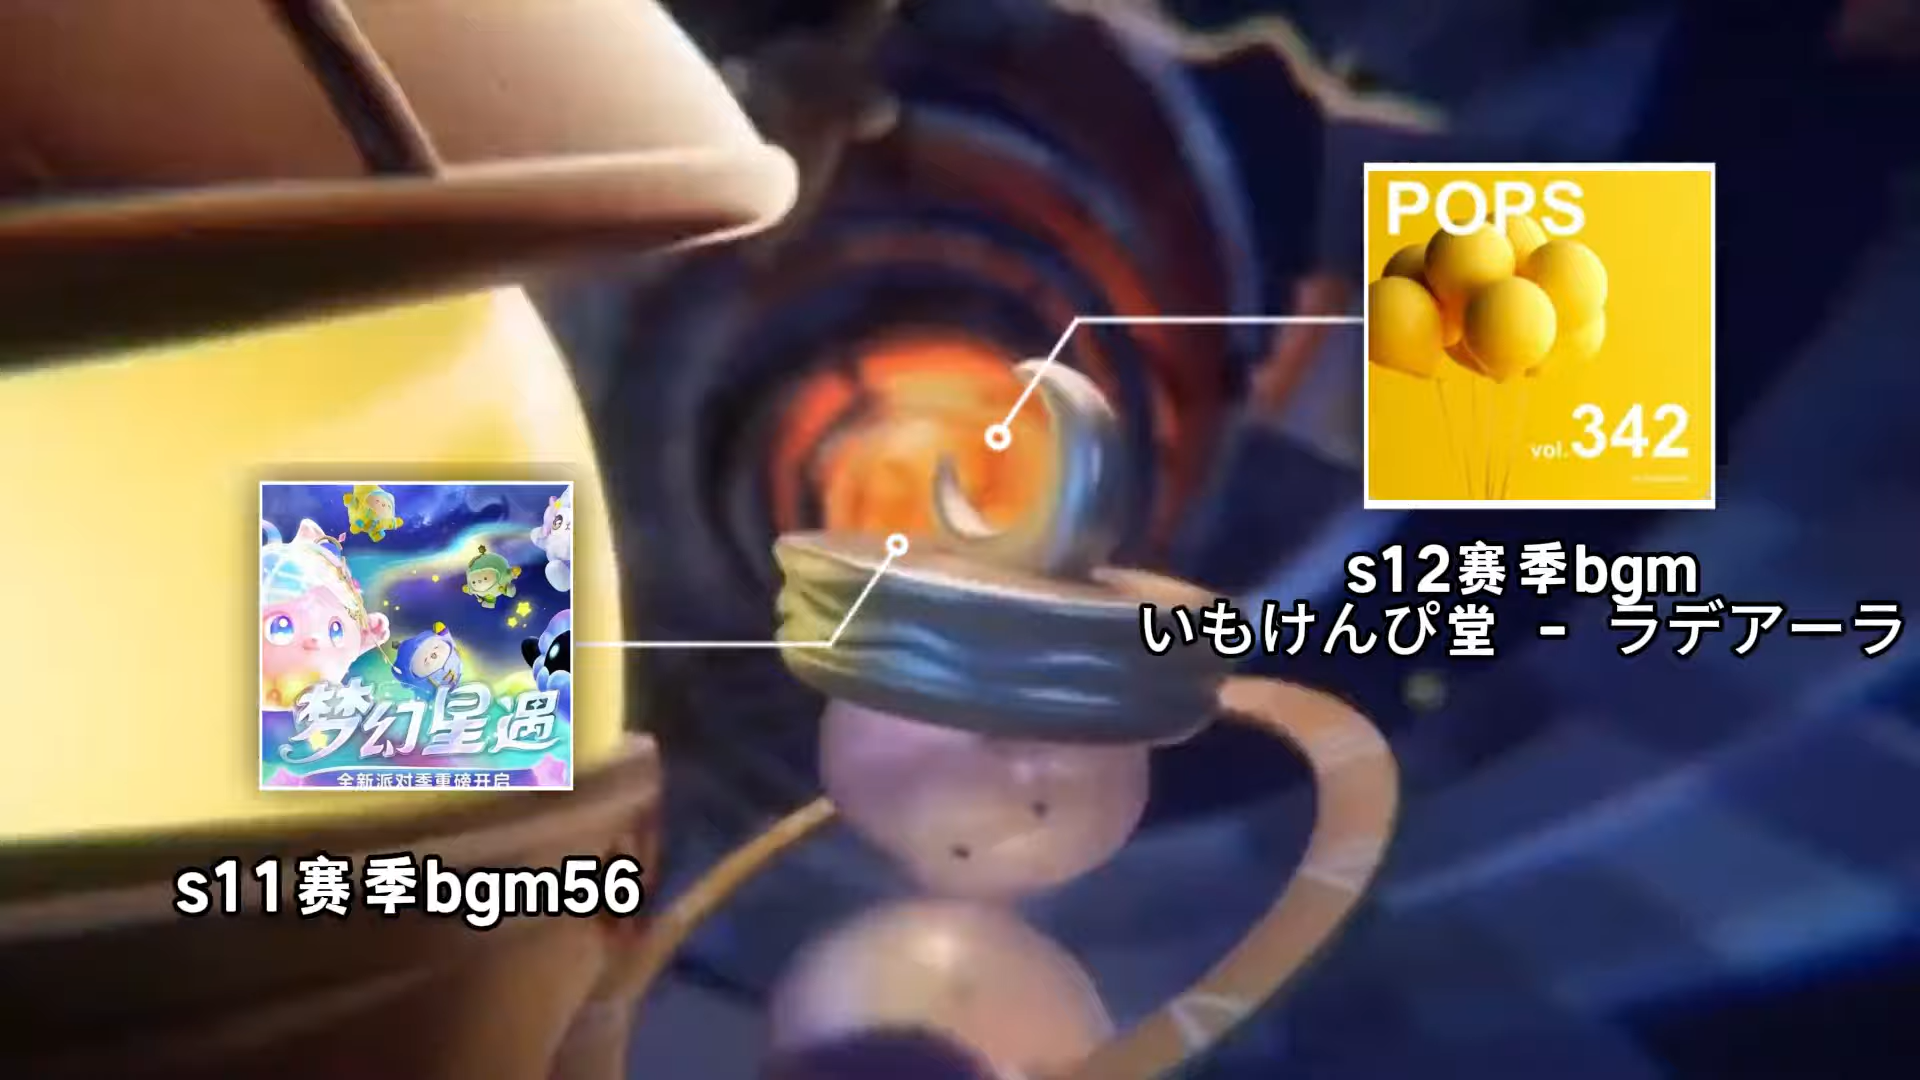 POPS
vol.342
s12赛季bgm
いもけんぴ堂 - ラデアーラ
梦幻星遇
全新派对季重磅开启
s11赛季bgm56